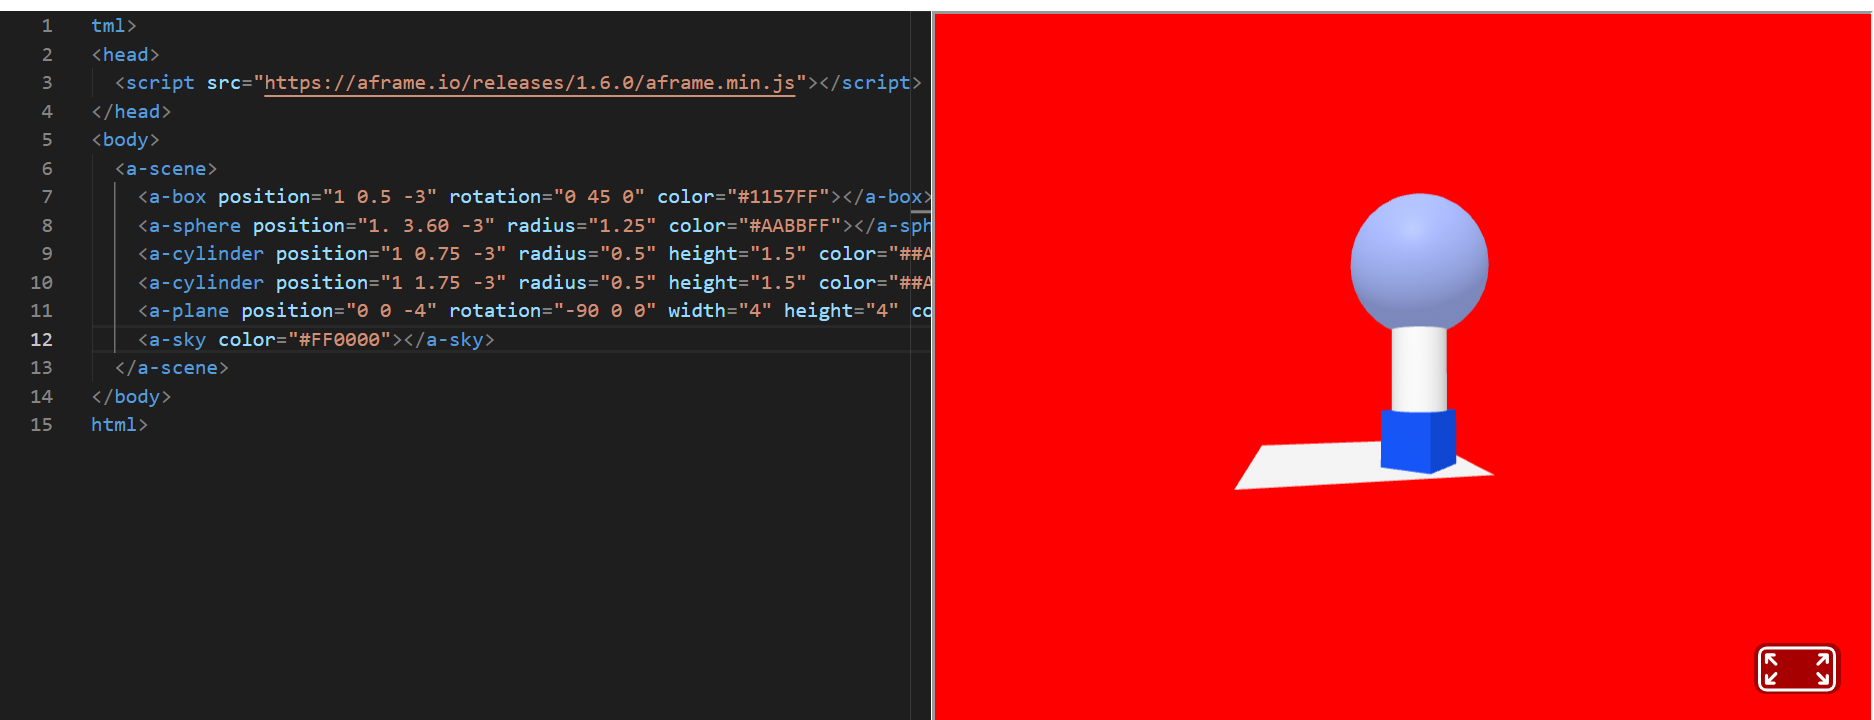 1 tml>
2 <head>
3 <script src="https://aframe.io/releases/1.6.0/aframe.min.js"></script>
4 </head>
5 <body>
6 <a-scene>
7 <a-box position="1 0.5 -3" rotation="0 45 0" color="#1157FF"></a-box>
8 <a-sphere position="1. 3.60 -3" radius="1.25" color="#AABBFF"></a-sph
9 <a-cylinder position="1 0.75 -3" radius="0.5" height="1.5" color="##A
10 <a-cylinder position="1 1.75 -3" radius="0.5" height="1.5" color="##A
11 <a-plane position="0 0 -4" rotation="-90 0 0" width="4" height="4" co
12 <a-sky color="#FF0000"></a-sky>
13 </a-scene>
14 </body>
15 html>